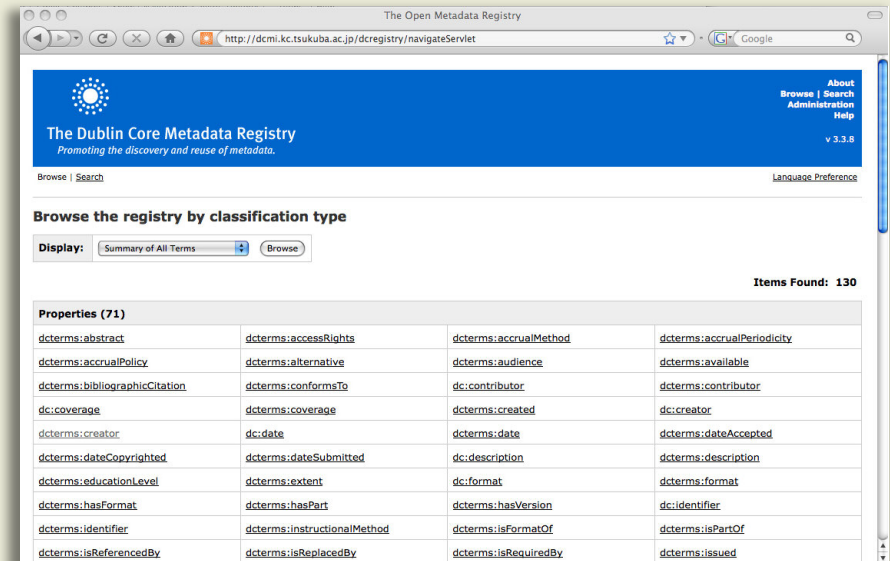 The Open Metadata Registry
http://dcmi.kc.tsukuba.ac.jp/dcregistry/navigateServlet
G Google
About
Browse | Search
Administration
Help
v 3.3.8
The Dublin Core Metadata Registry
Promoting the discovery and reuse of metadata.
Browse | Search Language Preference
Browse the registry by classification type
Display: Summary of All Terms Browse
Items Found: 130
Properties (71)
dcterms:abstract dcterms:accessRights dcterms:accrualMethod dcterms:accrualPeriodicity
dcterms:accrualPolicy dcterms:alternative dcterms:audience dcterms:available
dcterms:bibliographicCitation dcterms:conformsTo dc:contributor dcterms:contributor
dc:coverage dcterms:coverage dcterms:created dc:creator
dcterms:creator dc:date dcterms:date dcterms:dateAccepted
dcterms:dateCopyrighted dcterms:dateSubmitted dc:description dcterms:description
dcterms:educationLevel dcterms:extent dc:format dcterms:format
dcterms:hasFormat dcterms:hasPart dcterms:hasVersion dc:identifier
dcterms:identifier dcterms:instructionalMethod dcterms:isFormatOf dcterms:isPartOf
dcterms:isReferencedBy dcterms:isReplacedBy dcterms:isRequiredBy dcterms:issued